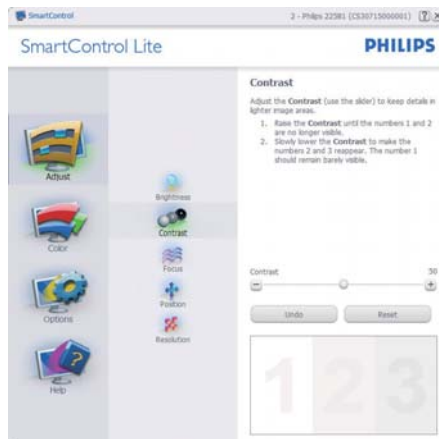 SmartControl
2 - Philips 225B1 (CS30715000001)
SmartControl Lite
PHILIPS
Adjust
Color
Options
Help
Brightness
Contrast
Focus
Position
Resolution
Contrast
Adjust the Contrast (use the slider) to keep details in
lighter image areas.
1. Raise the Contrast until the numbers 1 and 2
are no longer visible.
2. Slowly lower the Contrast to make the
numbers 2 and 3 reappear. The number 1
should remain barely visible.
Contrast 50
Undo Reset
1 2 3